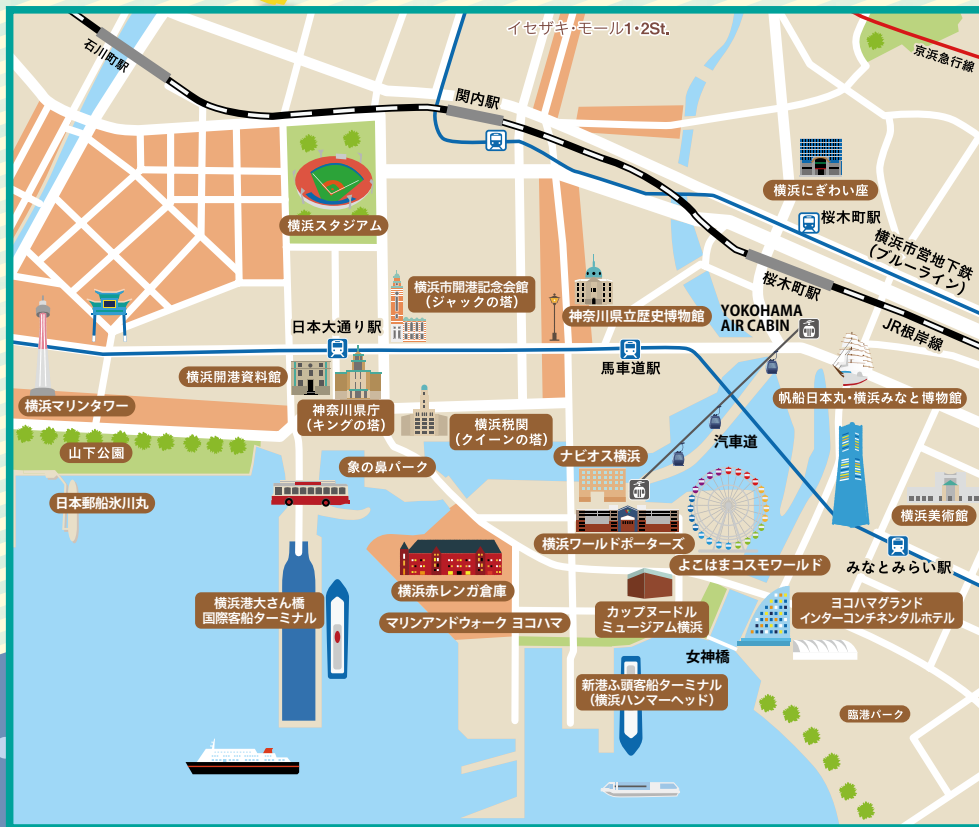 イセザキ・モール1・2St.
京浜急行線
石川町駅
関内駅
横浜にぎわい座
桜木町駅
横浜市営地下鉄
（ブルーライン）
横浜スタジアム
桜木町駅
JR根岸線
横浜市開港記念会館
（ジャックの塔）
神奈川県立歴史博物館
YOKOHAMA
AIR CABIN
日本大通り駅
馬車道駅
横浜開港資料館
帆船日本丸・横浜みなと博物館
横浜マリンタワー
神奈川県庁
（キングの塔）
横浜税関
（クイーンの塔）
汽車道
山下公園
象の鼻パーク
ナビオス横浜
日本郵船氷川丸
横浜美術館
横浜ワールドポーターズ
よこはまコスモワールド
みなとみらい駅
横浜赤レンガ倉庫
横浜港大さん橋
国際客船ターミナル
マリンアンドウォーク ヨコハマ
カップヌードル
ミュージアム横浜
ヨコハマグランド
インターコンチネンタルホテル
女神橋
新港ふ頭客船ターミナル
（横浜ハンマーヘッド）
臨港パーク